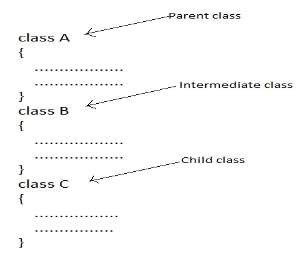 Parent class
class A
{
..................
..................
}
Intermediate class
class B
{
..................
..................
}
Child class
class C
{
.................
................
}